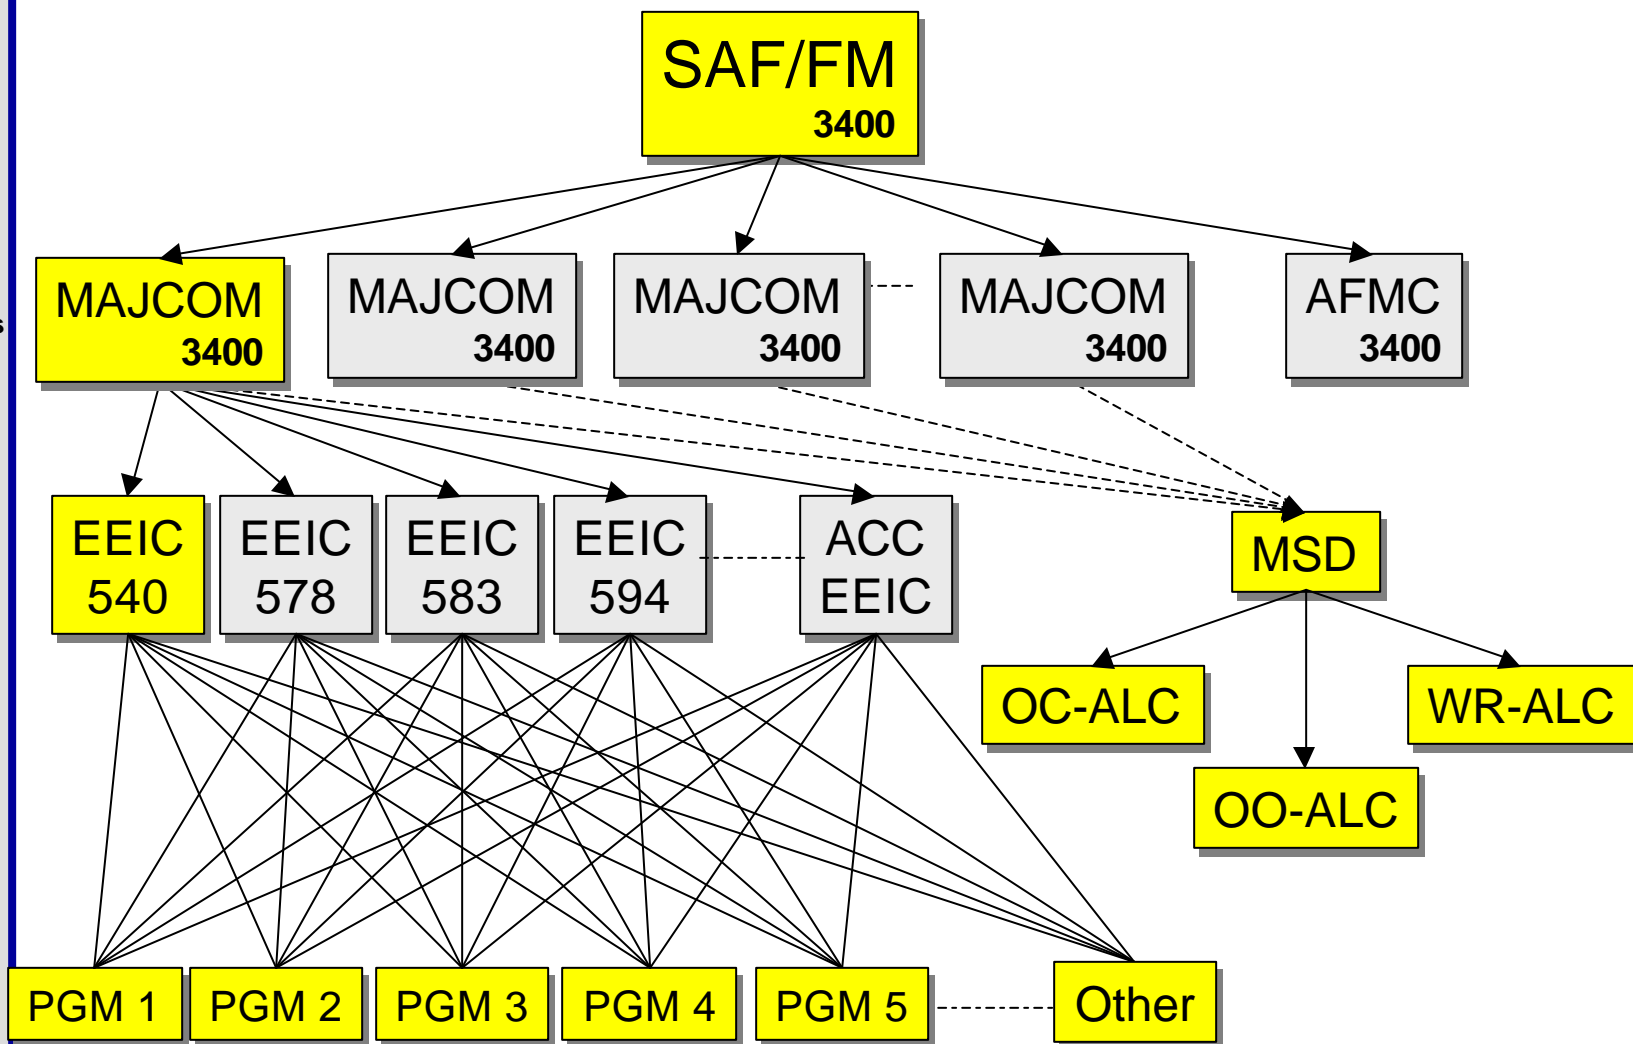 SAF/FM
3400
MAJCOM
3400
MAJCOM
3400
MAJCOM
3400
MAJCOM
3400
AFMC
3400
s
EEIC
540
EEIC
578
EEIC
583
EEIC
594
ACC
EEIC
MSD
OC-ALC
WR-ALC
OO-ALC
PGM 1
PGM 2
PGM 3
PGM 4
PGM 5
Other